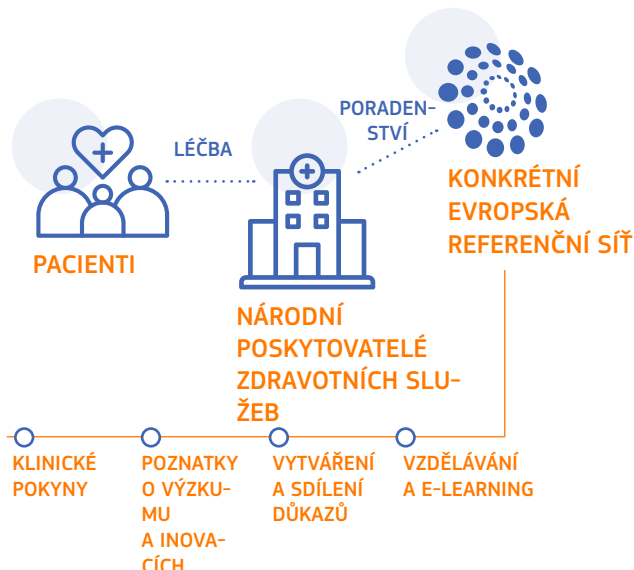 PORADEN-
STVÍ
LÉČBA
KONKRÉTNÍ
EVROPSKÁ
REFERENČNÍ SÍŤ
PACIENTI
NÁRODNÍ
POSKYTOVATELÉ
ZDRAVOTNÍCH SLU-
ŽEB
KLINICKÉ
POKYNY
POZNATKY
O VÝZKU-
MU
A INOVA-
CÍCH
VYTVÁŘENÍ
A SDÍLENÍ
DŮKAZŮ
VZDĚLÁVÁNÍ
A E-LEARNING